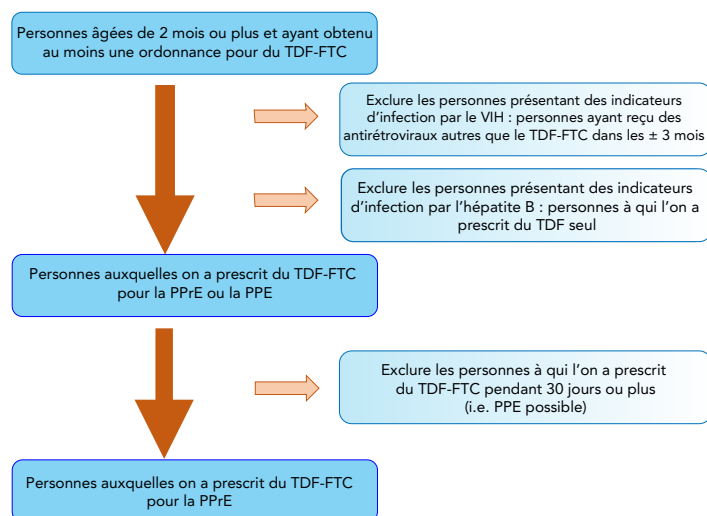 Personnes âgées de 2 mois ou plus et ayant obtenu
au moins une ordonnance pour du TDF-FTC
Exclure les personnes présentant des indicateurs
d'infection par le VIH : personnes ayant reçu des
antirétroviraux autres que le TDF-FTC dans les ± 3 mois
Exclure les personnes présentant des indicateurs
d'infection par l'hépatite B : personnes à qui l'on a
prescrit du TDF seul
Personnes auxquelles on a prescrit du TDF-FTC
pour la PPrE ou la PPE
Exclure les personnes à qui l'on a prescrit
du TDF-FTC pendant 30 jours ou plus
(i.e. PPE possible)
Personnes auxquelles on a prescrit du TDF-FTC
pour la PPrE